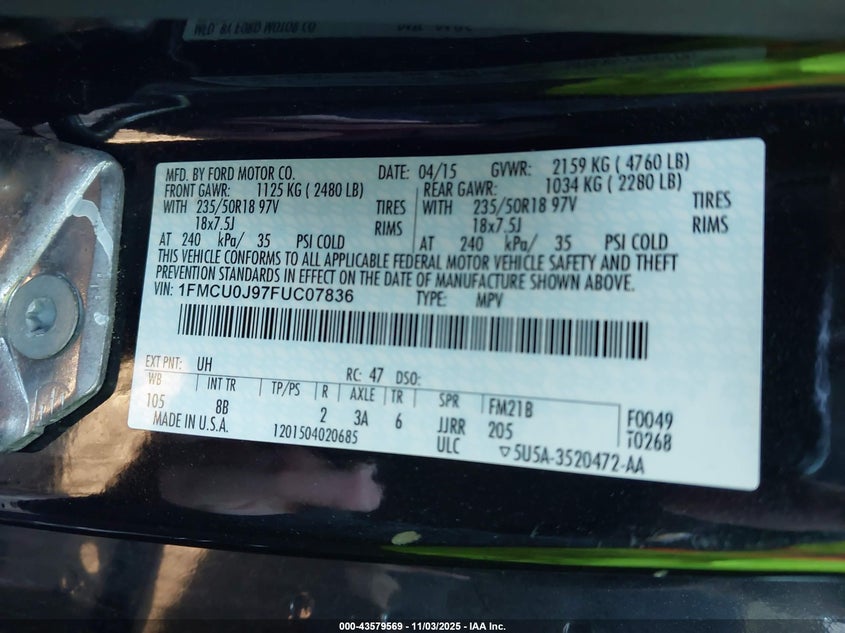 MFD. BY FORD MOTOR CO. DATE: 04/15 GVWR: 2159 KG (4760 LB)
FRONT GAWR: 1125 KG (2480 LB) REAR GAWR: 1034 KG (2280 LB)
WITH 235/50R18 97V TIRES WITH 235/50R18 97V TIRES
18x7.5J RIMS 18x7.5J RIMS
AT 240 kPa/ 35 PSI COLD AT 240 kPa/ 35 PSI COLD
THIS VEHICLE CONFORMS TO ALL APPLICABLE FEDERAL MOTOR VEHICLE SAFETY AND THEFT
PREVENTION STANDARDS IN EFFECT ON THE DATE OF MANUFACTURE SHOWN ABOVE.
VIN: 1FMCU0J97FUC07836 TYPE: MPV
EXT PNT: UH RC: 47 DSO:
WB INT TR TP/PS R AXLE TR SPR FM21B F0049
105 8B 2 3A 6 JJRR 205 T0268
MADE IN U.S.A. 1201504020685 ULC ▽5U5A-3520472-AA
000-43579569 - 11/03/2025 - IAA Inc.